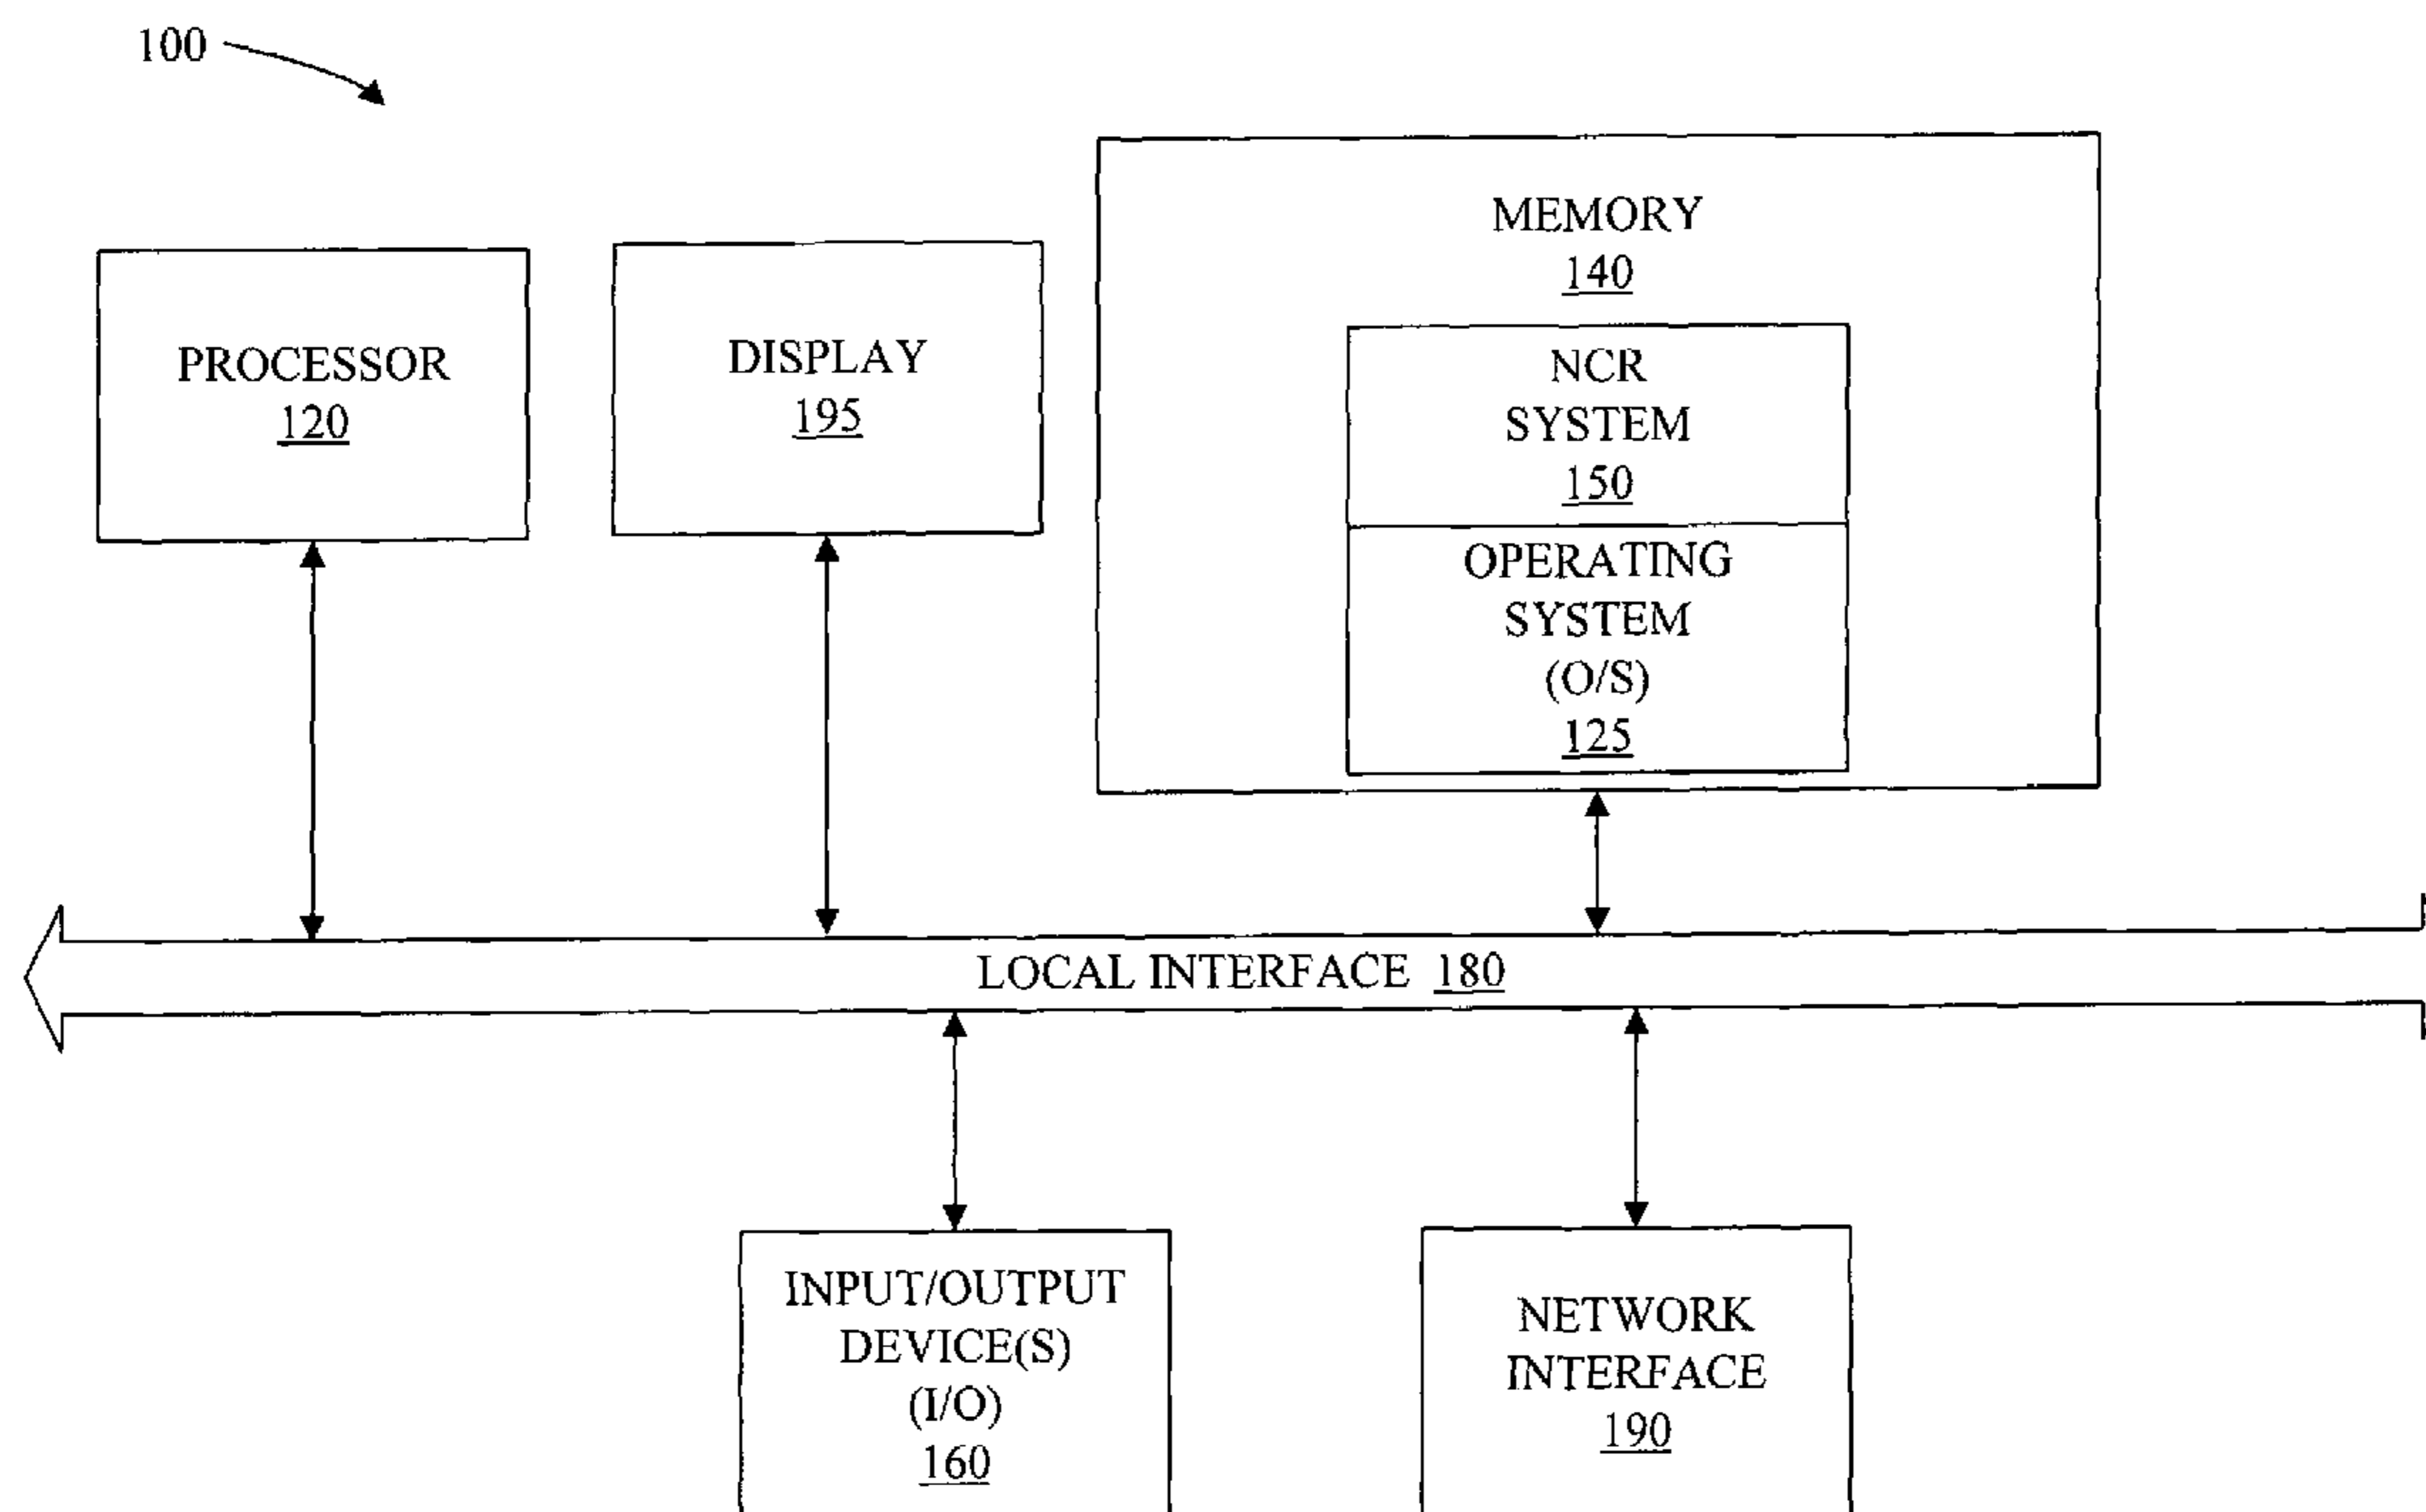 100
MEMORY
140
PROCESSOR
120
DISPLAY
195
NCR
SYSTEM
150
OPERATING
SYSTEM
(O/S)
125
LOCAL INTERFACE 180
INPUT/OUTPUT
DEVICE(S)
(I/O)
160
NETWORK
INTERFACE
190